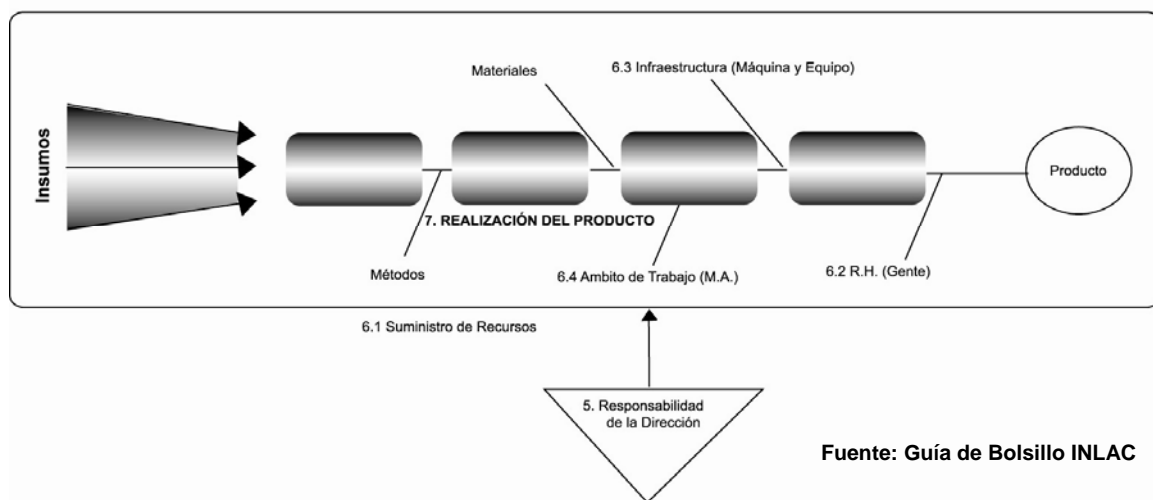 Materiales
6.3 Infraestructura (Máquina y Equipo)
Insumos
Producto
7. REALIZACIÓN DEL PRODUCTO
Métodos
6.4 Ambito de Trabajo (M.A.)
6.2 R.H. (Gente)
6.1 Suministro de Recursos
5. Responsabilidad
de la Dirección
Fuente: Guía de Bolsillo INLAC